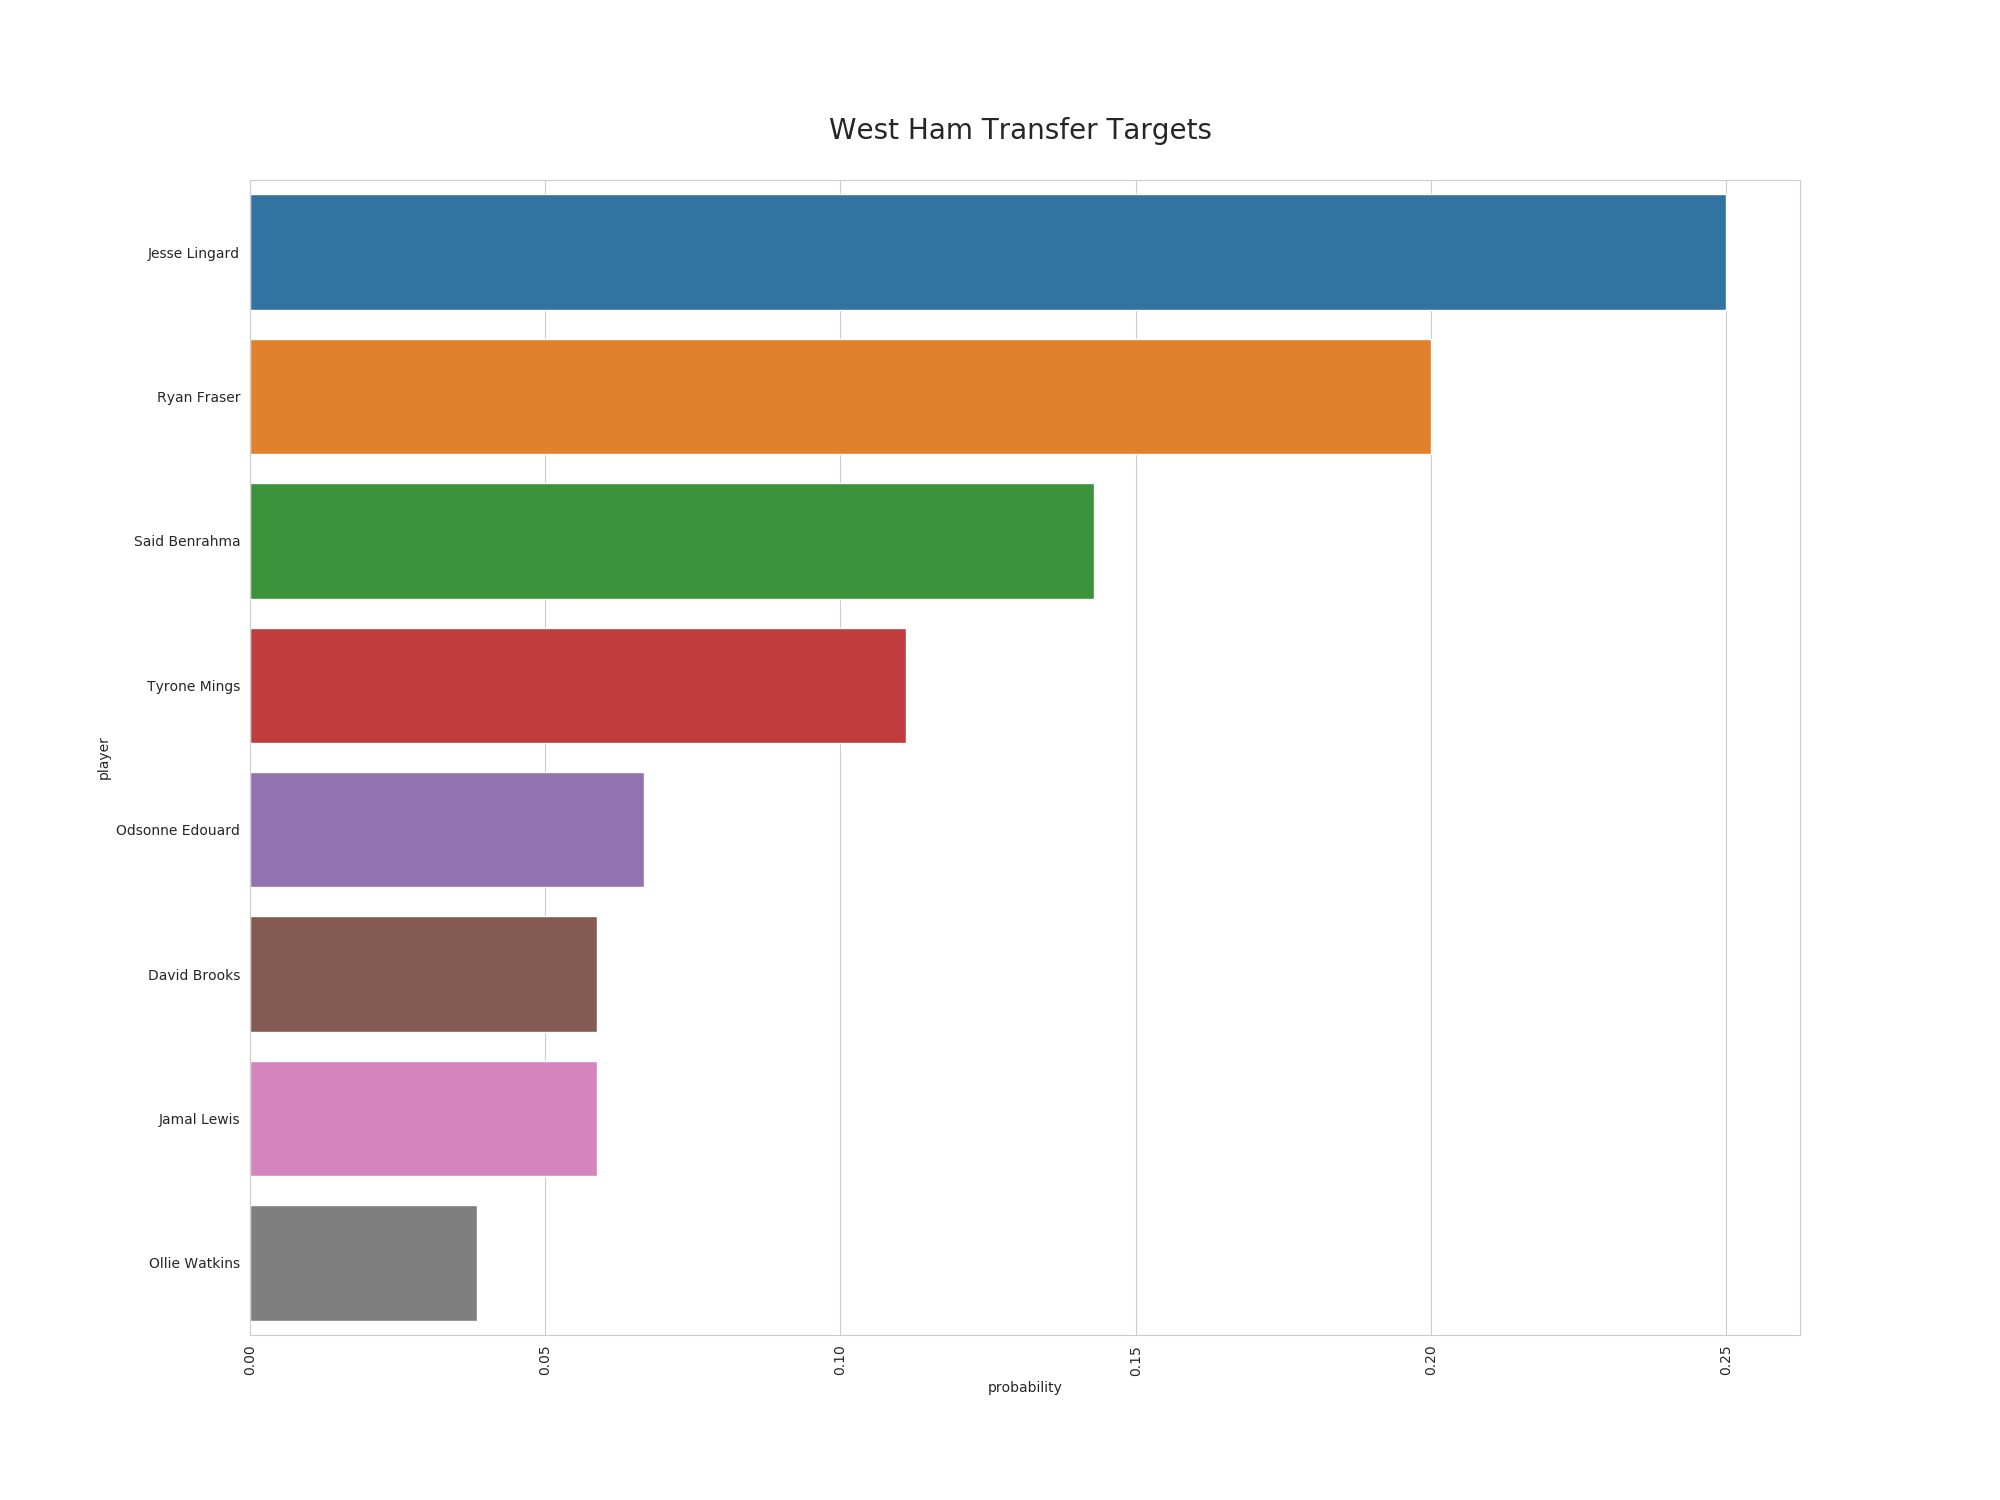 West Ham Transfer Targets
Jesse Lingard
Ryan Fraser
Said Benrahma
Tyrone Mings
player
Odsonne Edouard
David Brooks
Jamal Lewis
Ollie Watkins
0.00 0.05 0.10 0.15 0.20 0.25
probability